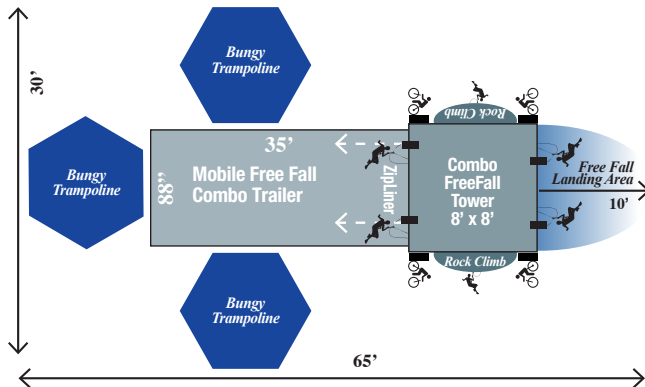 30’
Bungy
Trampoline
Bungy
Trampoline
Bungy
Trampoline
35’
88”
Mobile Free Fall
Combo Trailer
ZipLiner
Rock Climb
Combo
FreeFall
Tower
8’ x 8’
Rock Climb
Free Fall
Landing Area
10’
65’